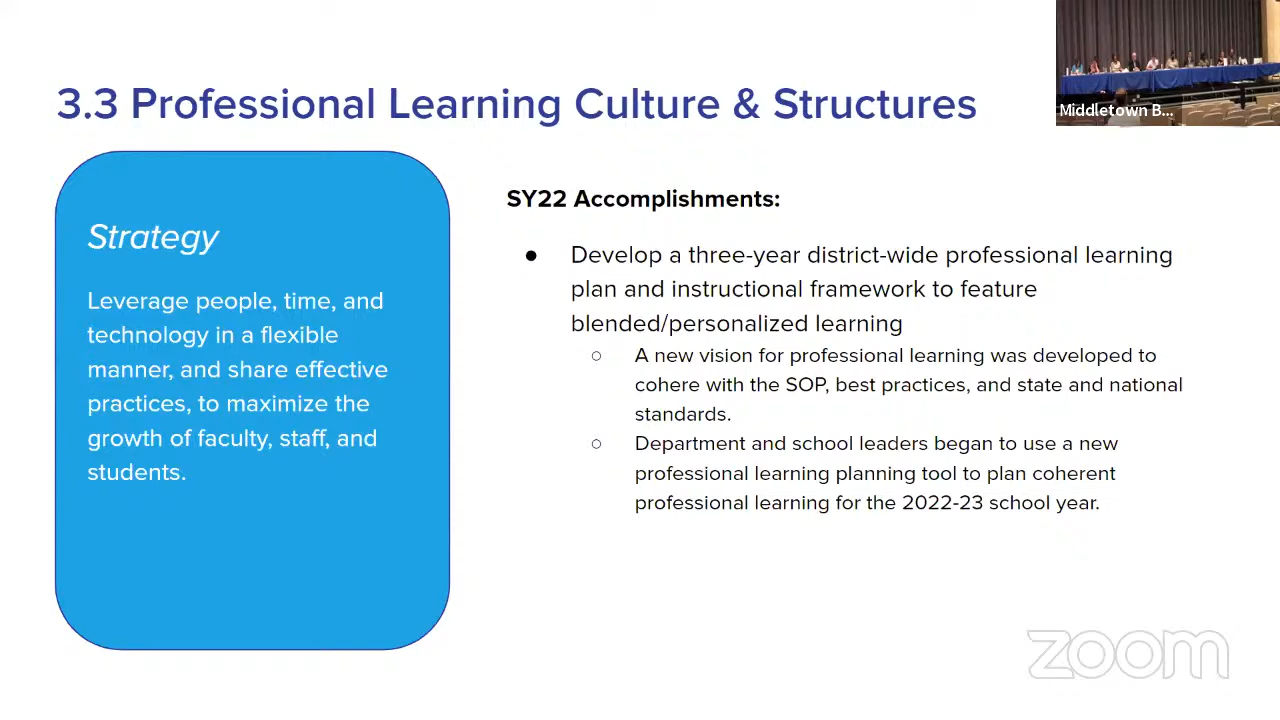 3.3 Professional Learning Culture & Structures
Middletown B...
Strategy
Leverage people, time, and
technology in a flexible
manner, and share effective
practices, to maximize the
growth of faculty, staff, and
students.
SY22 Accomplishments:
● Develop a three-year district-wide professional learning
plan and instructional framework to feature
blended/personalized learning
○ A new vision for professional learning was developed to
cohere with the SOP, best practices, and state and national
standards.
○ Department and school leaders began to use a new
professional learning planning tool to plan coherent
professional learning for the 2022-23 school year.
zoom